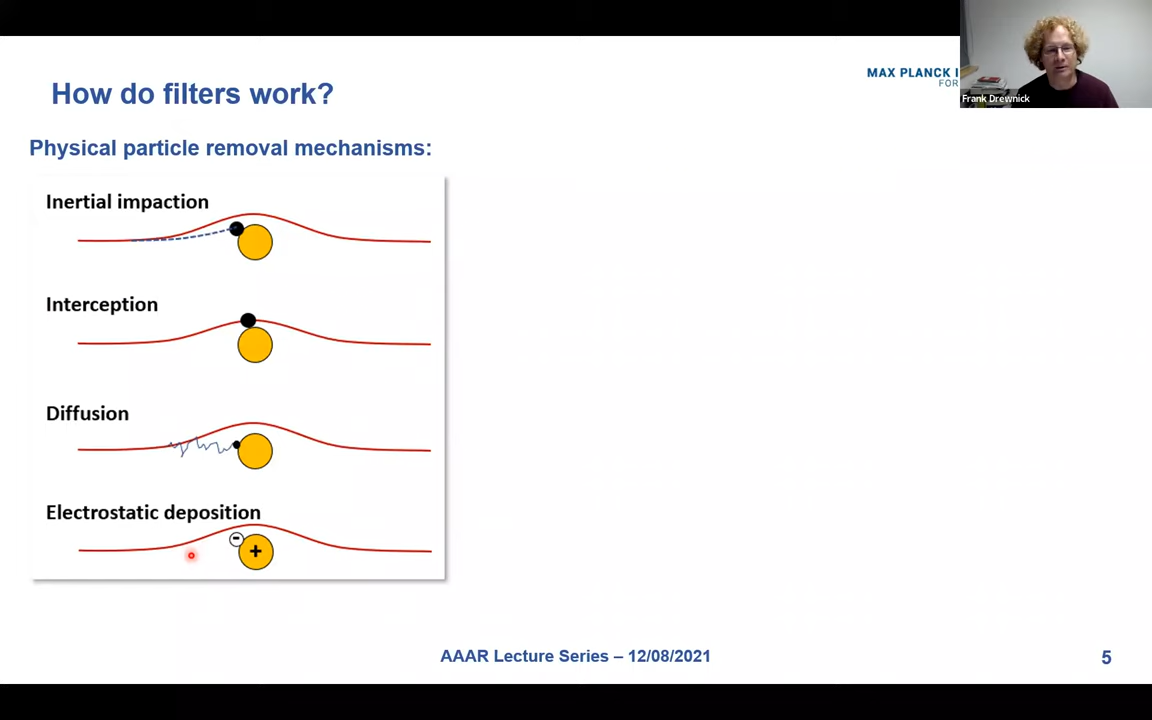 How do filters work?
MAX PLANCK I
FOR
Frank Drewnick
Physical particle removal mechanisms:
Inertial impaction
Interception
Diffusion
Electrostatic deposition
-
+
AAAR Lecture Series – 12/08/2021
5